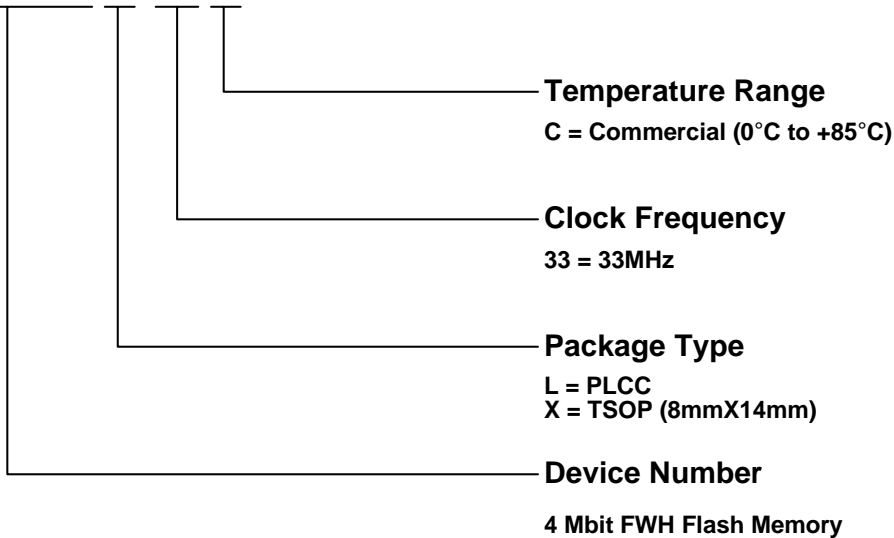 Temperature Range
C = Commercial (0°C to +85°C)
Clock Frequency
33 = 33MHz
Package Type
L = PLCC
X = TSOP (8mmX14mm)
Device Number
4 Mbit FWH Flash Memory